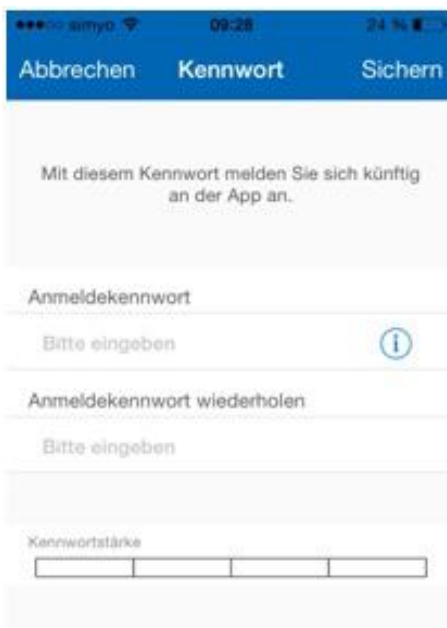 simyo 09:28 24 %
Abbrechen Kennwort Sichern
Mit diesem Kennwort melden Sie sich künftig
an der App an.
Anmeldekennwort
Bitte eingeben
Anmeldekennwort wiederholen
Bitte eingeben
Kennwortstärke